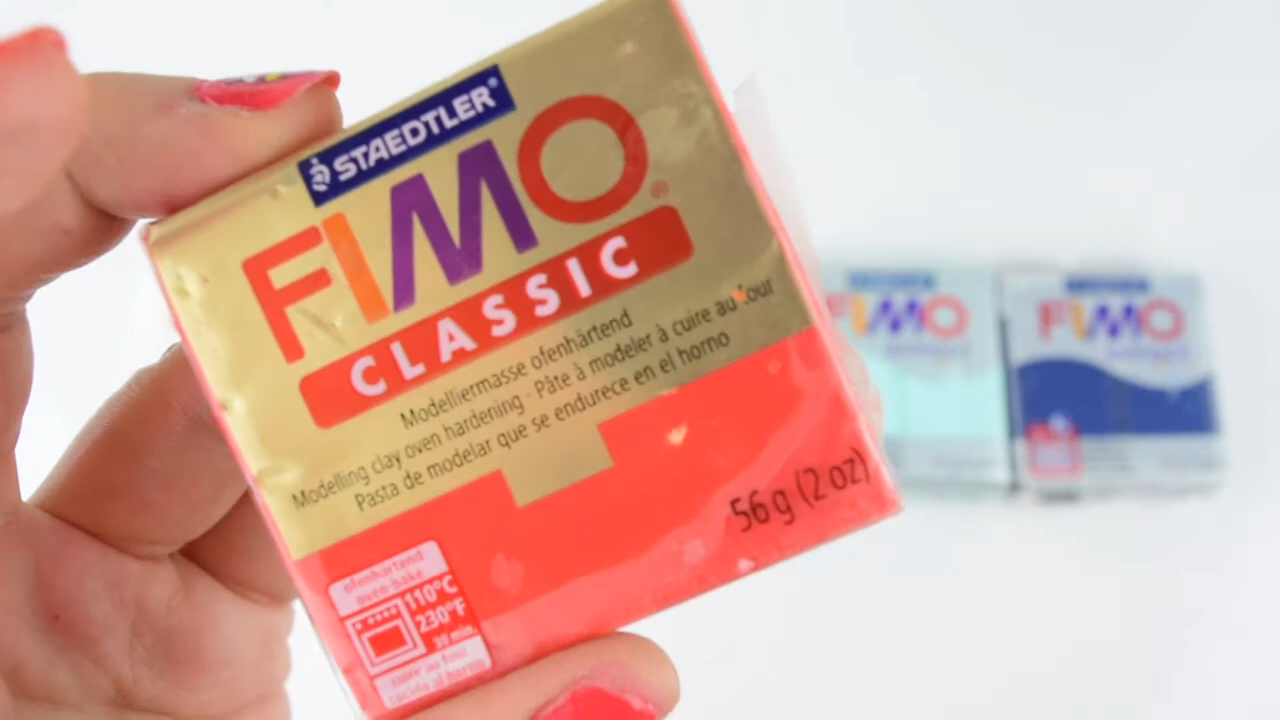 STAEDTLER®
FIMO®
CLASSIC
Modelliermasse ofenhärtend
Modelling clay oven hardening · Pâte à modeler à cuire au four
Pasta de modelar que se endurece en el horno
56 g (2 oz)
ofenhärtend
oven-bake
110°C
230°F
30 min.
FIMO
FIMO